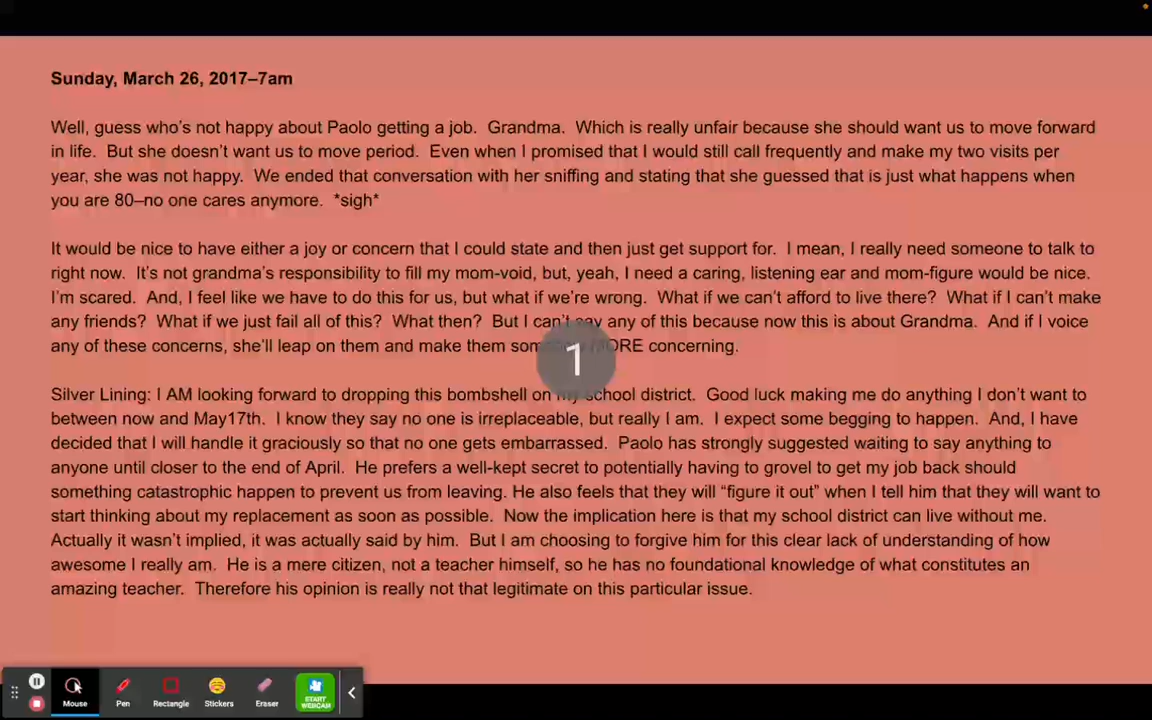 Sunday, March 26, 2017–7am
Well, guess who's not happy about Paolo getting a job.  Grandma.  Which is really unfair because she should want us to move forward
in life.  But she doesn't want us to move period.  Even when I promised that I would still call frequently and make my two visits per
year, she was not happy.  We ended that conversation with her sniffing and stating that she guessed that is just what happens when
you are 80–no one cares anymore.  *sigh*
It would be nice to have either a joy or concern that I could state and then just get support for.  I mean, I really need someone to talk to
right now.  It's not grandma's responsibility to fill my mom-void, but, yeah, I need a caring, listening ear and mom-figure would be nice.
I'm scared.  And, I feel like we have to do this for us, but what if we're wrong.  What if we can't afford to live there?  What if I can't make
any friends?  What if we just fail all of this?  What then?  But I can't say any of this because now this is about Grandma.  And if I voice
any of these concerns, she'll leap on them and make them MORE concerning.
1
Silver Lining: I AM looking forward to dropping this bombshell on my school district.  Good luck making me do anything I don't want to
between now and May17th.  I know they say no one is irreplaceable, but really I am.  I expect some begging to happen.  And, I have
decided that I will handle it graciously so that no one gets embarrassed.  Paolo has strongly suggested waiting to say anything to
anyone until closer to the end of April.  He prefers a well-kept secret to potentially having to grovel to get my job back should
something catastrophic happen to prevent us from leaving. He also feels that they will “figure it out” when I tell him that they will want to
start thinking about my replacement as soon as possible.  Now the implication here is that my school district can live without me.
Actually it wasn't implied, it was actually said by him.  But I am choosing to forgive him for this clear lack of understanding of how
awesome I really am.  He is a mere citizen, not a teacher himself, so he has no foundational knowledge of what constitutes an
amazing teacher.  Therefore his opinion is really not that legitimate on this particular issue.
Mouse
Pen
Rectangle
Stickers
Eraser
START
WEBCAM